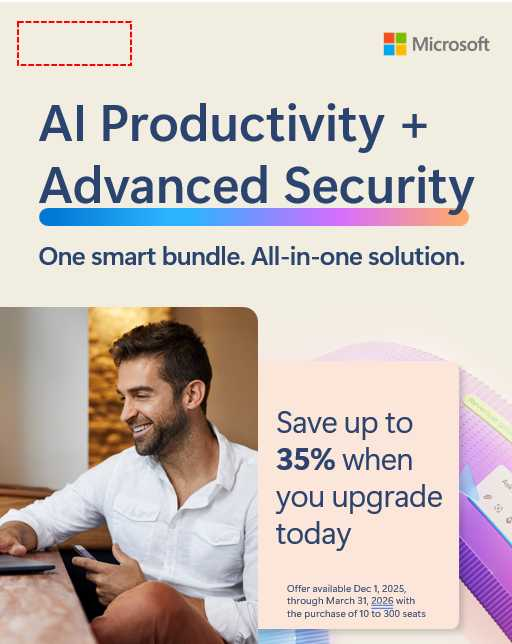 Microsoft
AI Productivity +
Advanced Security
One smart bundle. All-in-one solution.
Save up to
35% when
you upgrade
today
Offer available Dec 1, 2025,
through March 31, 2026 with
the purchase of 10 to 300 seats